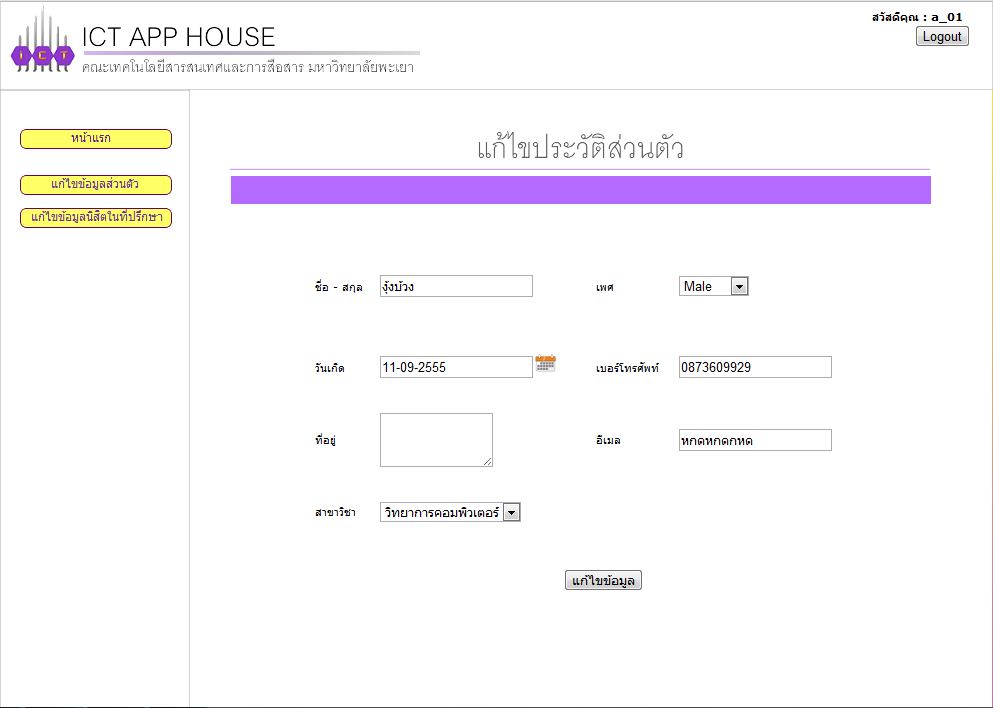 สวัสดีคุณ : a_01
Logout
I C T
ICT APP HOUSE
คณะเทคโนโลยีสารสนเทศและการสื่อสาร มหาวิทยาลัยพะเยา
หน้าแรก
แก้ไขข้อมูลส่วนตัว
แก้ไขข้อมูลนิสิตในที่ปรึกษา
แก้ไขประวัติส่วนตัว
ชื่อ - สกุล งุ้งบ้วง เพศ Male
วันเกิด 11-09-2555 เบอร์โทรศัพท์ 0873609929
ที่อยู่ อีเมล หกดหกดกหด
สาขาวิชา วิทยาการคอมพิวเตอร์
แก้ไขข้อมูล